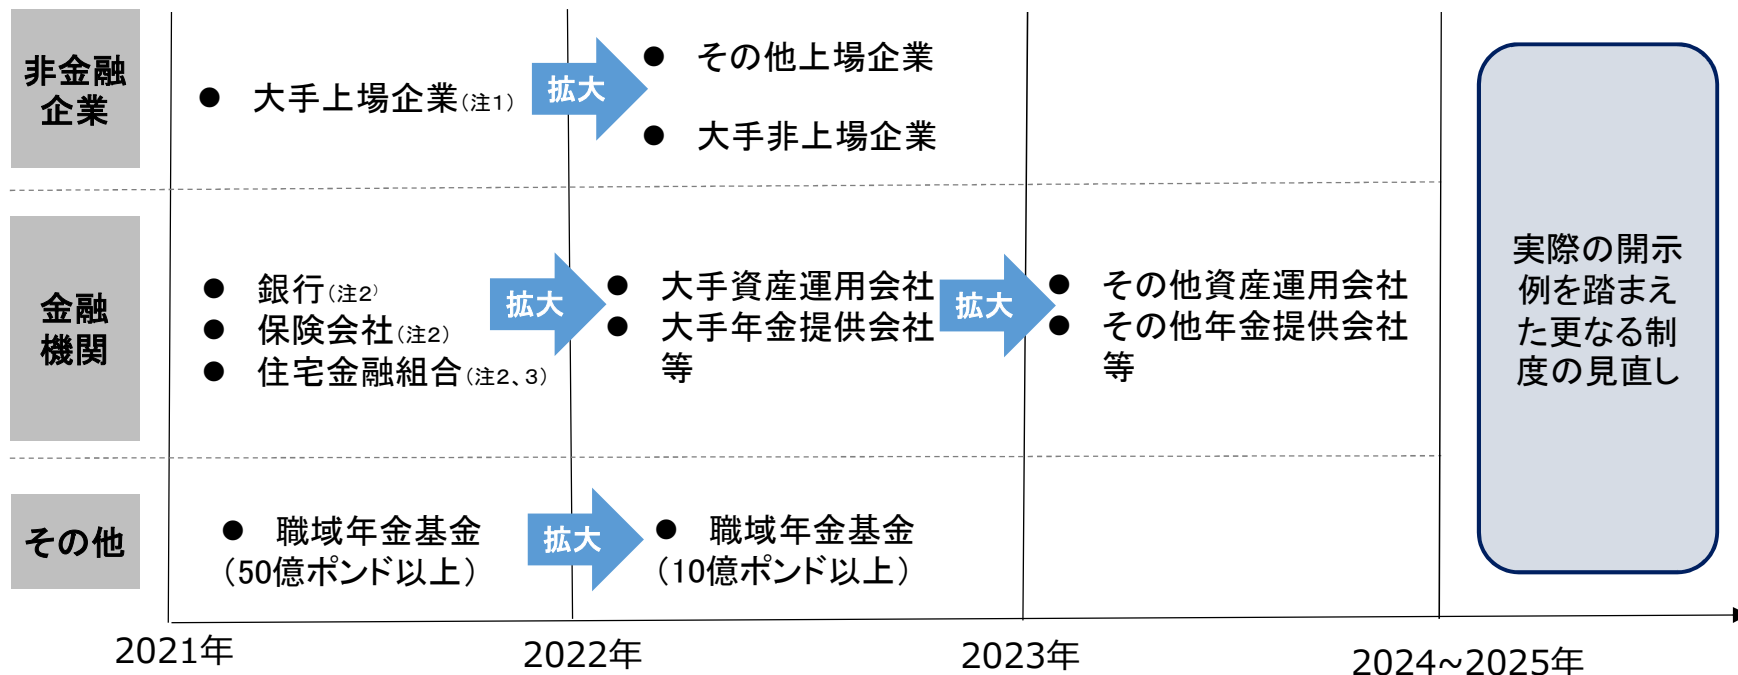 非金融
企業
● 大手上場企業(注1)
拡大
● その他上場企業
● 大手非上場企業
金融
機関
● 銀行(注2)
● 保険会社(注2)
● 住宅金融組合(注2、3)
拡大
● 大手資産運用会社
● 大手年金提供会社
等
拡大
● その他資産運用会社
● その他年金提供会社
等
その他
● 職域年金基金
(50億ポンド以上)
拡大
● 職域年金基金
(10億ポンド以上)
実際の開示
例を踏まえ
た更なる制
度の見直し
2021年
2022年
2023年
2024~2025年